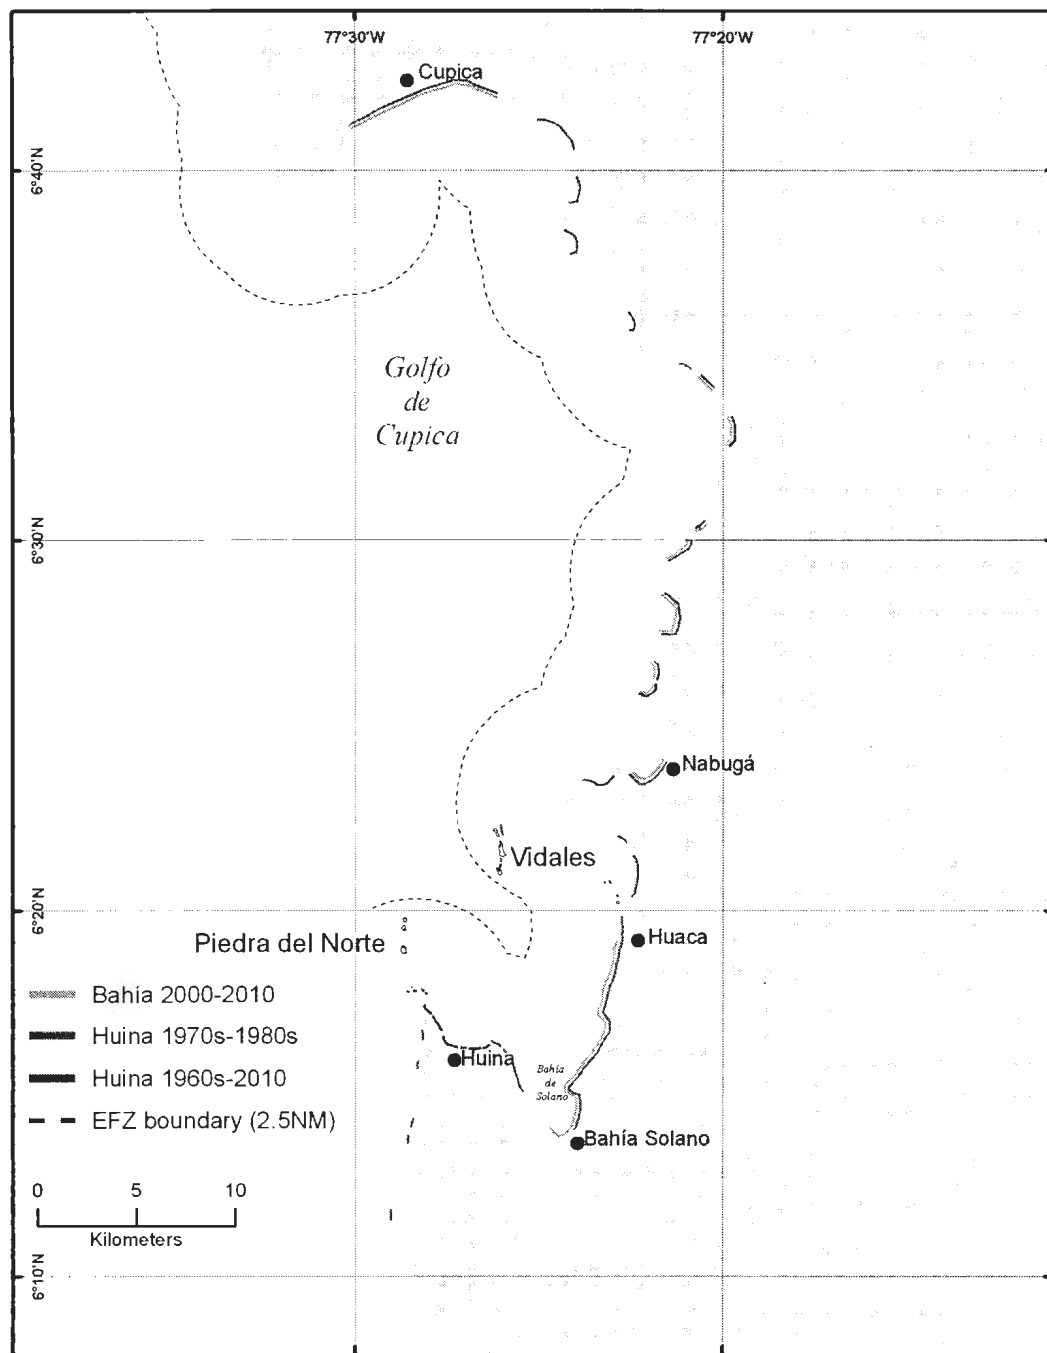 77°30'W
77°20'W
Cupica
6°40'N
Golfo
de
Cupica
6°30'N
Nabugá
Vidales
6°20'N
Piedra del Norte
Huaca
Bahía 2000-2010
Huina 1970s-1980s
Huina
Bahía
de
Solano
Huina 1960s-2010
EFZ boundary (2.5NM)
Bahía Solano
0 5 10
Kilometers
6°10'N